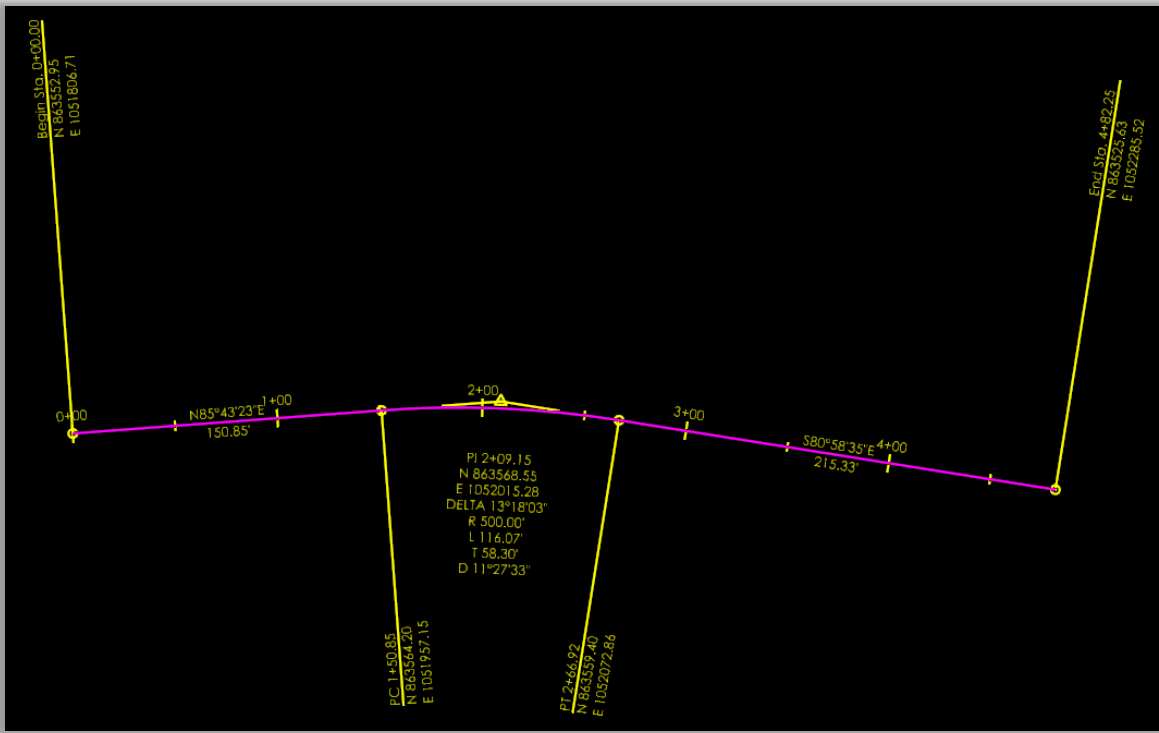 Begin Sta. 0+00.00
N 863552.95
E 1051806.71
End Sta. 4+82.25
N 863525.63
E 1052285.52
0+00
N85°43'23"E
150.85'
1+00
2+00
3+00
S80°58'35"E
215.33'
4+00
PI 2+09.15
N 863568.55
E 1052015.28
DELTA 13°18'03"
R 500.00'
L 116.07'
T 58.30'
D 11°27'33"
PC 1+50.85
N 863564.20
E 1051957.15
PT 2+66.92
N 863559.40
E 1052072.86